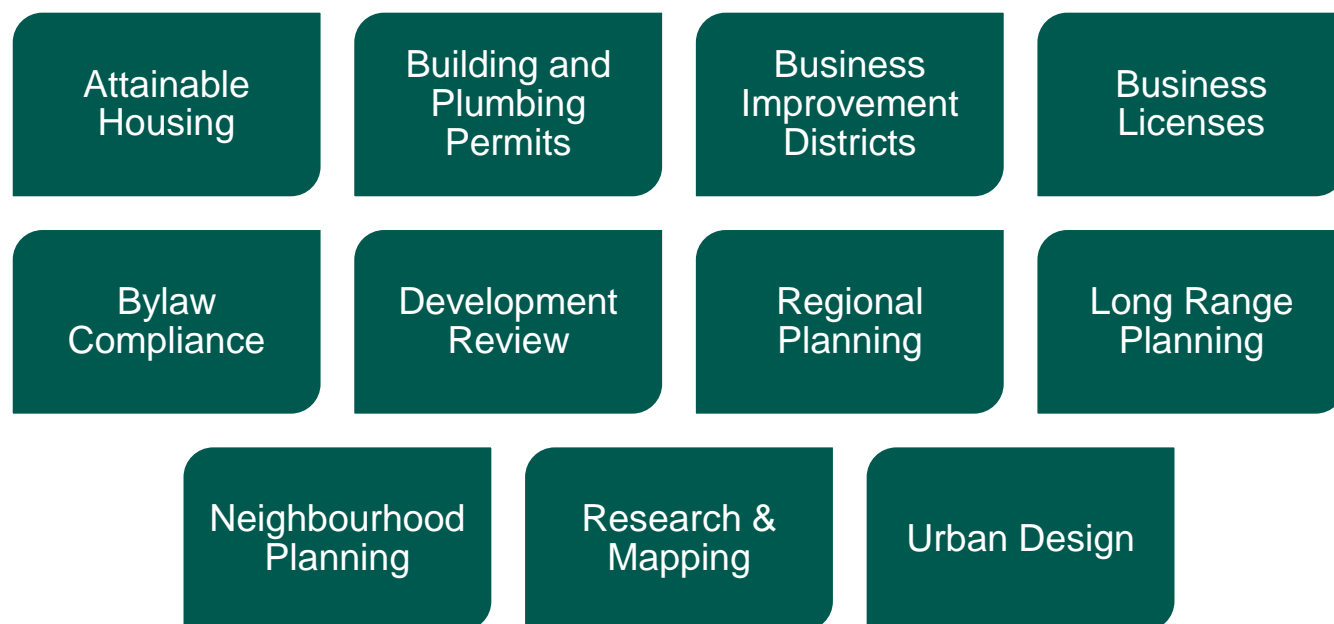 Attainable
Housing
Building and
Plumbing
Permits
Business
Improvement
Districts
Business
Licenses
Bylaw
Compliance
Development
Review
Regional
Planning
Long Range
Planning
Neighbourhood
Planning
Research &
Mapping
Urban Design